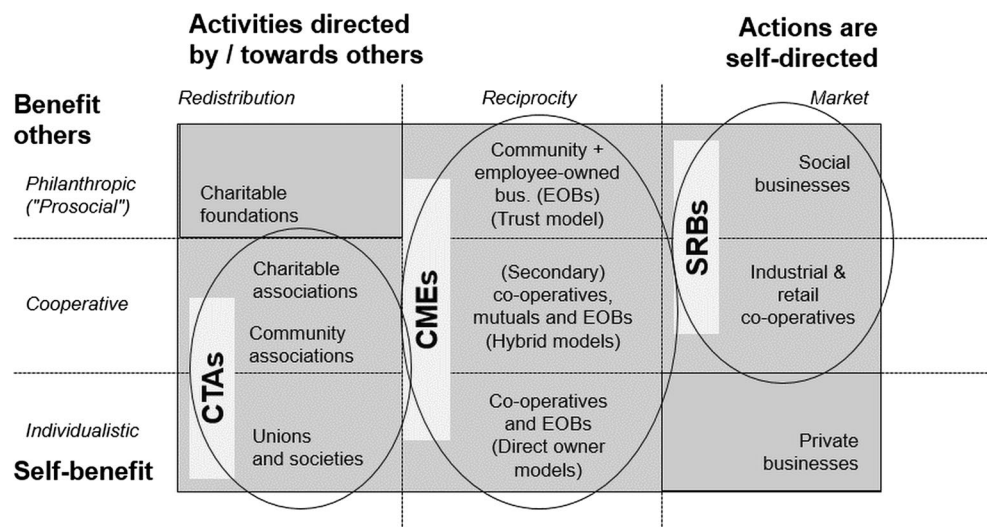 Activities directed
by / towards others
Actions are
self-directed
Benefit
others
Redistribution
Reciprocity
Market
Philanthropic
("Prosocial")
Charitable
foundations
Community +
employee-owned
bus. (EOBs)
(Trust model)
Social
businesses
SRBs
CMEs
Cooperative
Charitable
associations
Community
associations
(Secondary)
co-operatives,
mutuals and EOBs
(Hybrid models)
Industrial &
retail
co-operatives
CTAs
Individualistic
Self-benefit
Unions
and societies
Co-operatives
and EOBs
(Direct owner
models)
Private
businesses